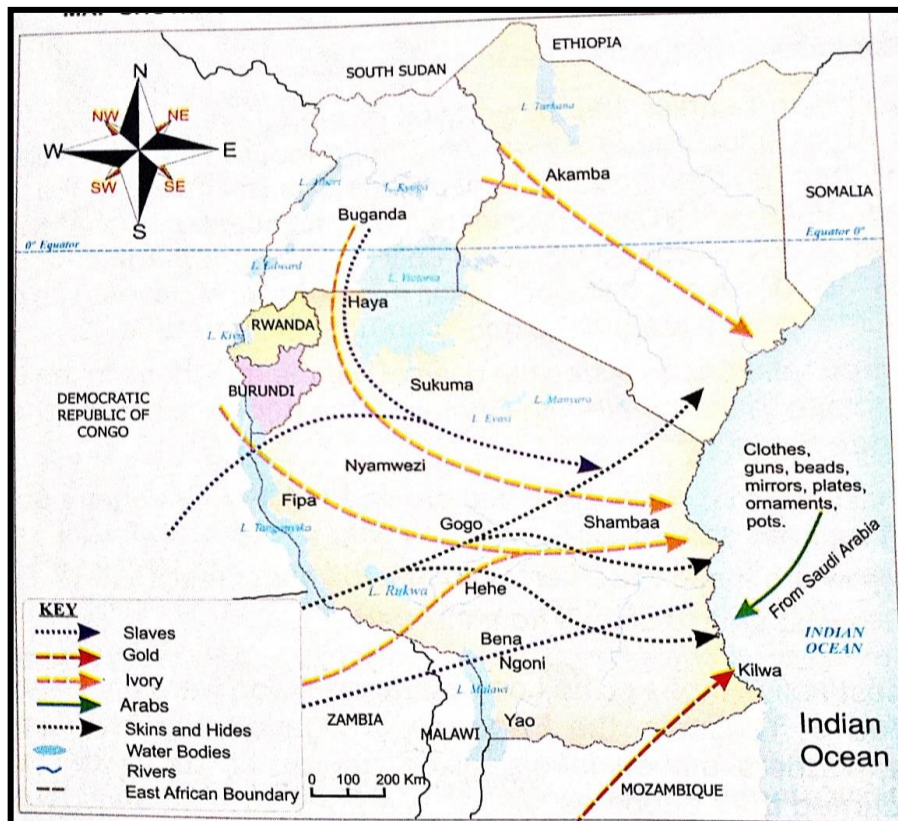 ETHIOPIA
SOUTH SUDAN
N
NW
NE
W
E
SW
SE
S
L. Turkana
Akamba
SOMALIA
L. Albert
L. Kyoga
Buganda
0° Equator
Equator 0°
L. Edward
L. Victoria
Haya
RWANDA
L. Kivu
BURUNDI
Sukuma
L. Manyara
DEMOCRATIC
REPUBLIC OF
CONGO
L. Eyasi
Clothes,
guns, beads,
mirrors, plates,
ornaments,
pots.
Nyamwezi
Fipa
Gogo
Shambaa
L. Tanganyika
From Saudi Arabia
L. Rukwa
Hehe
INDIAN
OCEAN
Bena
Ngoni
Kilwa
L. Malawi
ZAMBIA
MALAWI
Yao
Indian
Ocean
MOZAMBIQUE
KEY
Slaves
Gold
Ivory
Arabs
Skins and Hides
Water Bodies
Rivers
East African Boundary
0 100 200 Km